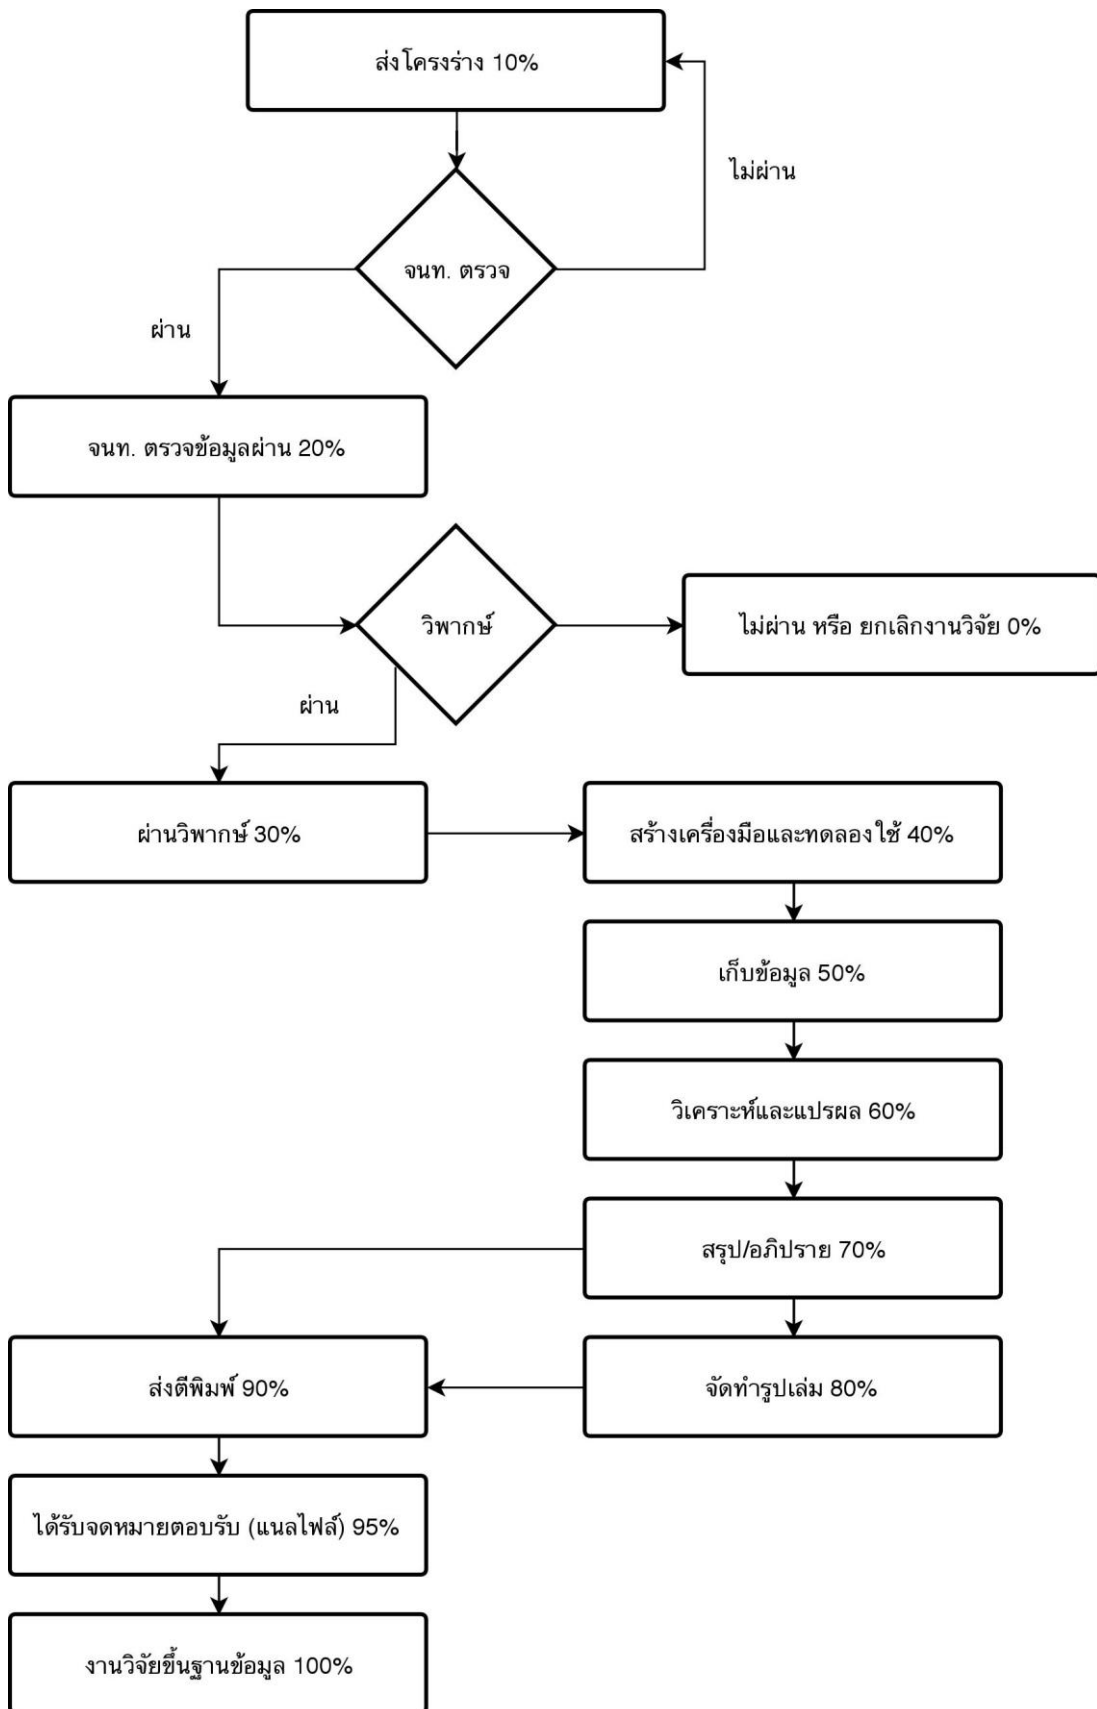 ส่งโครงร่าง 10%
ไม่ผ่าน
จนท. ตรวจ
ผ่าน
จนท. ตรวจข้อมูลผ่าน 20%
วิพากษ์
ไม่ผ่าน หรือ ยกเลิกงานวิจัย 0%
ผ่าน
ผ่านวิพากษ์ 30%
สร้างเครื่องมือและทดลองใช้ 40%
เก็บข้อมูล 50%
วิเคราะห์และแปรผล 60%
สรุป/อภิปราย 70%
ส่งตีพิมพ์ 90%
จัดทำรูปเล่ม 80%
ได้รับจดหมายตอบรับ (แนลไฟล์) 95%
งานวิจัยขึ้นฐานข้อมูล 100%